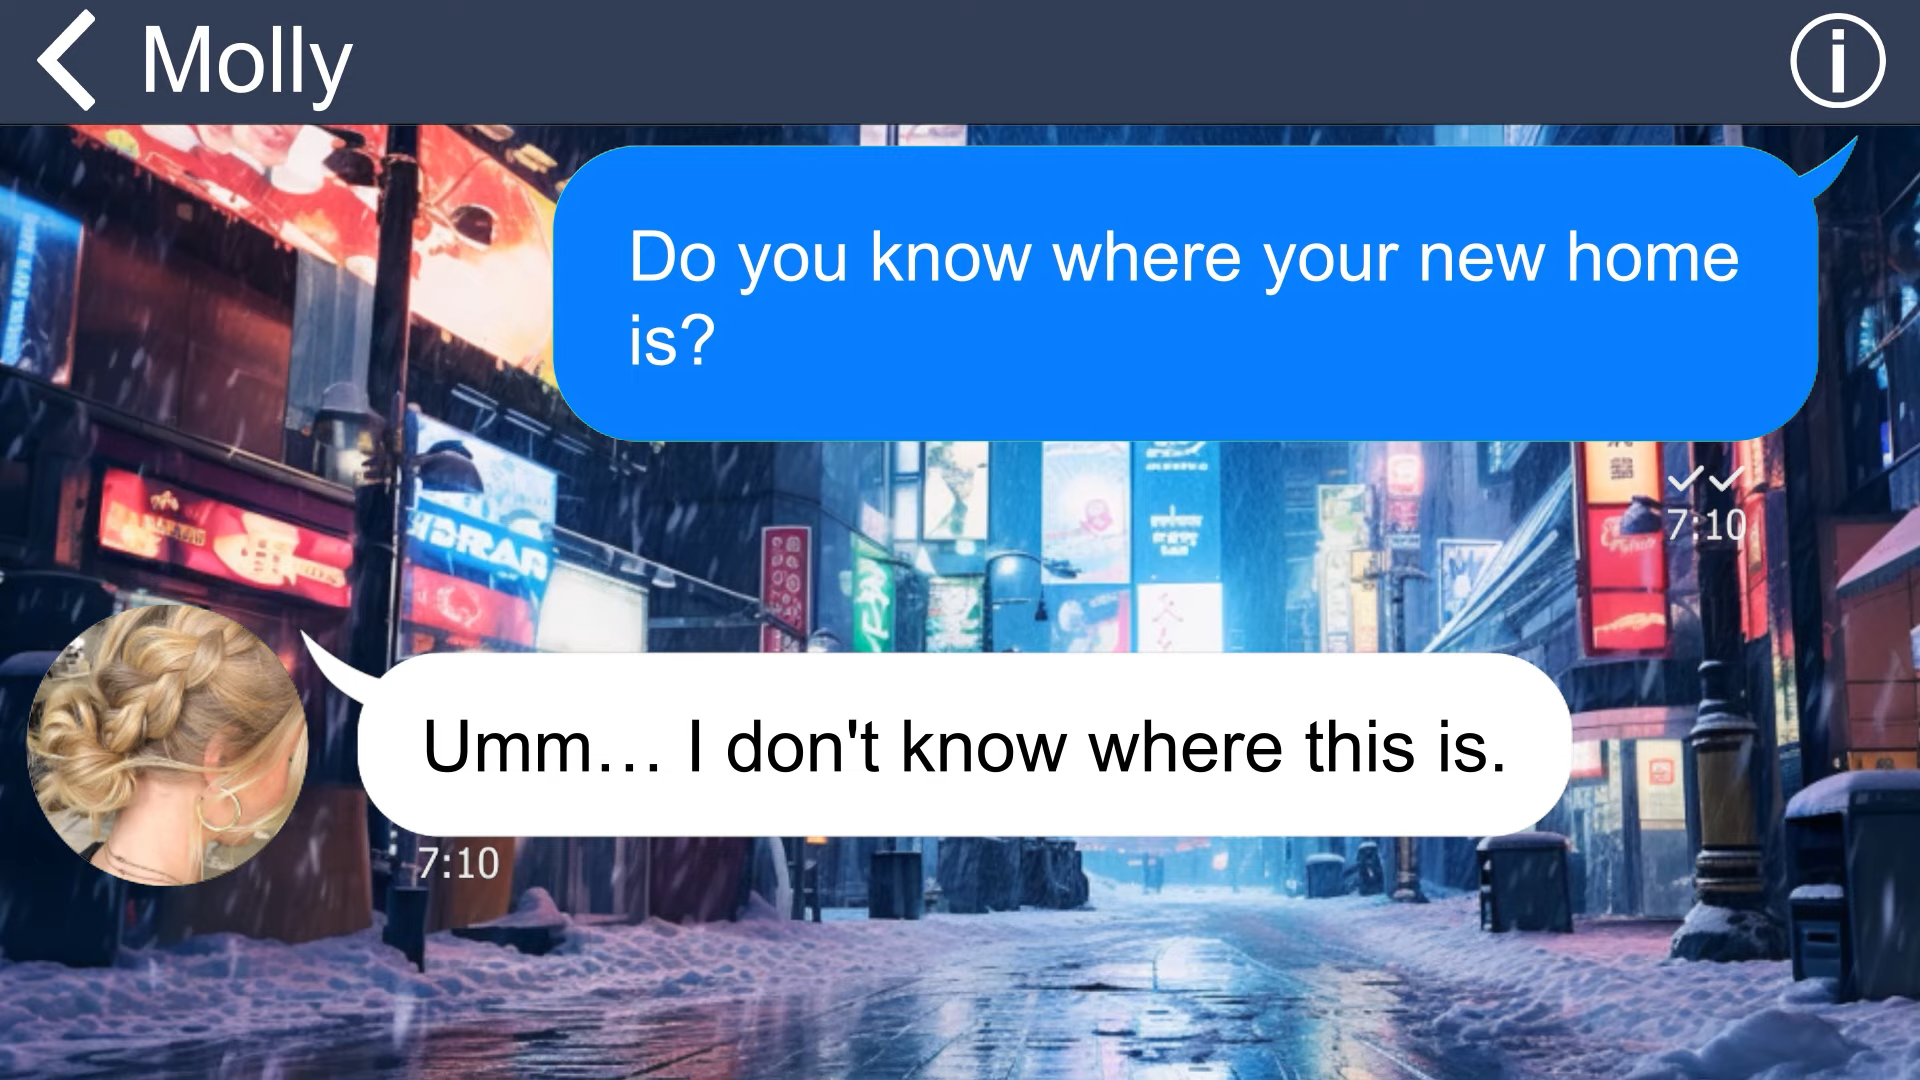 Molly
Do you know where your new home
is?
7:10
Umm… I don't know where this is.
7:10